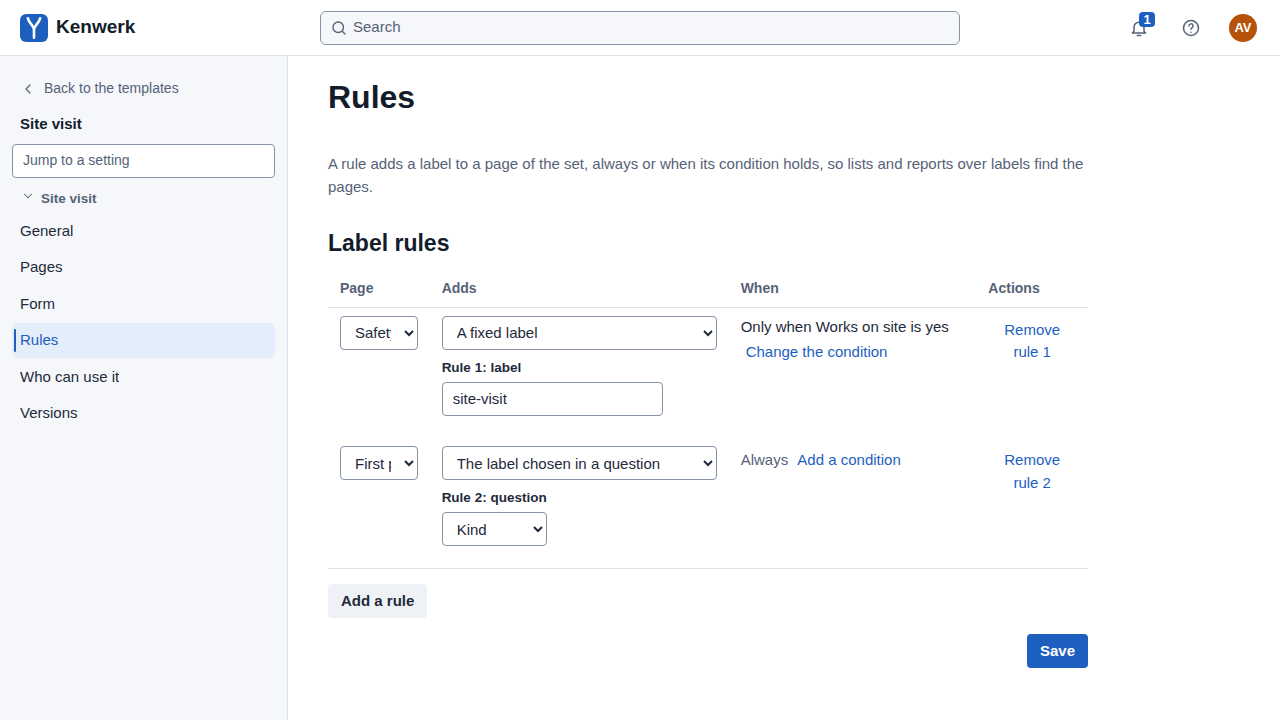 Kenwerk
Search
1
AV
Back to the templates
Site visit
Jump to a setting
Site visit
General
Pages
Form
Rules
Who can use it
Versions
Rules
A rule adds a label to a page of the set, always or when its condition holds, so lists and reports over labels find the
pages.
Label rules
Page Adds When Actions
A fixed label
Only when Works on site is yes
Change the condition
Remove
rule 1
Rule 1: label
site-visit
First The label chosen in a question
Always Add a condition
Remove
rule 2
Rule 2: question
Kind
Add a rule
Save